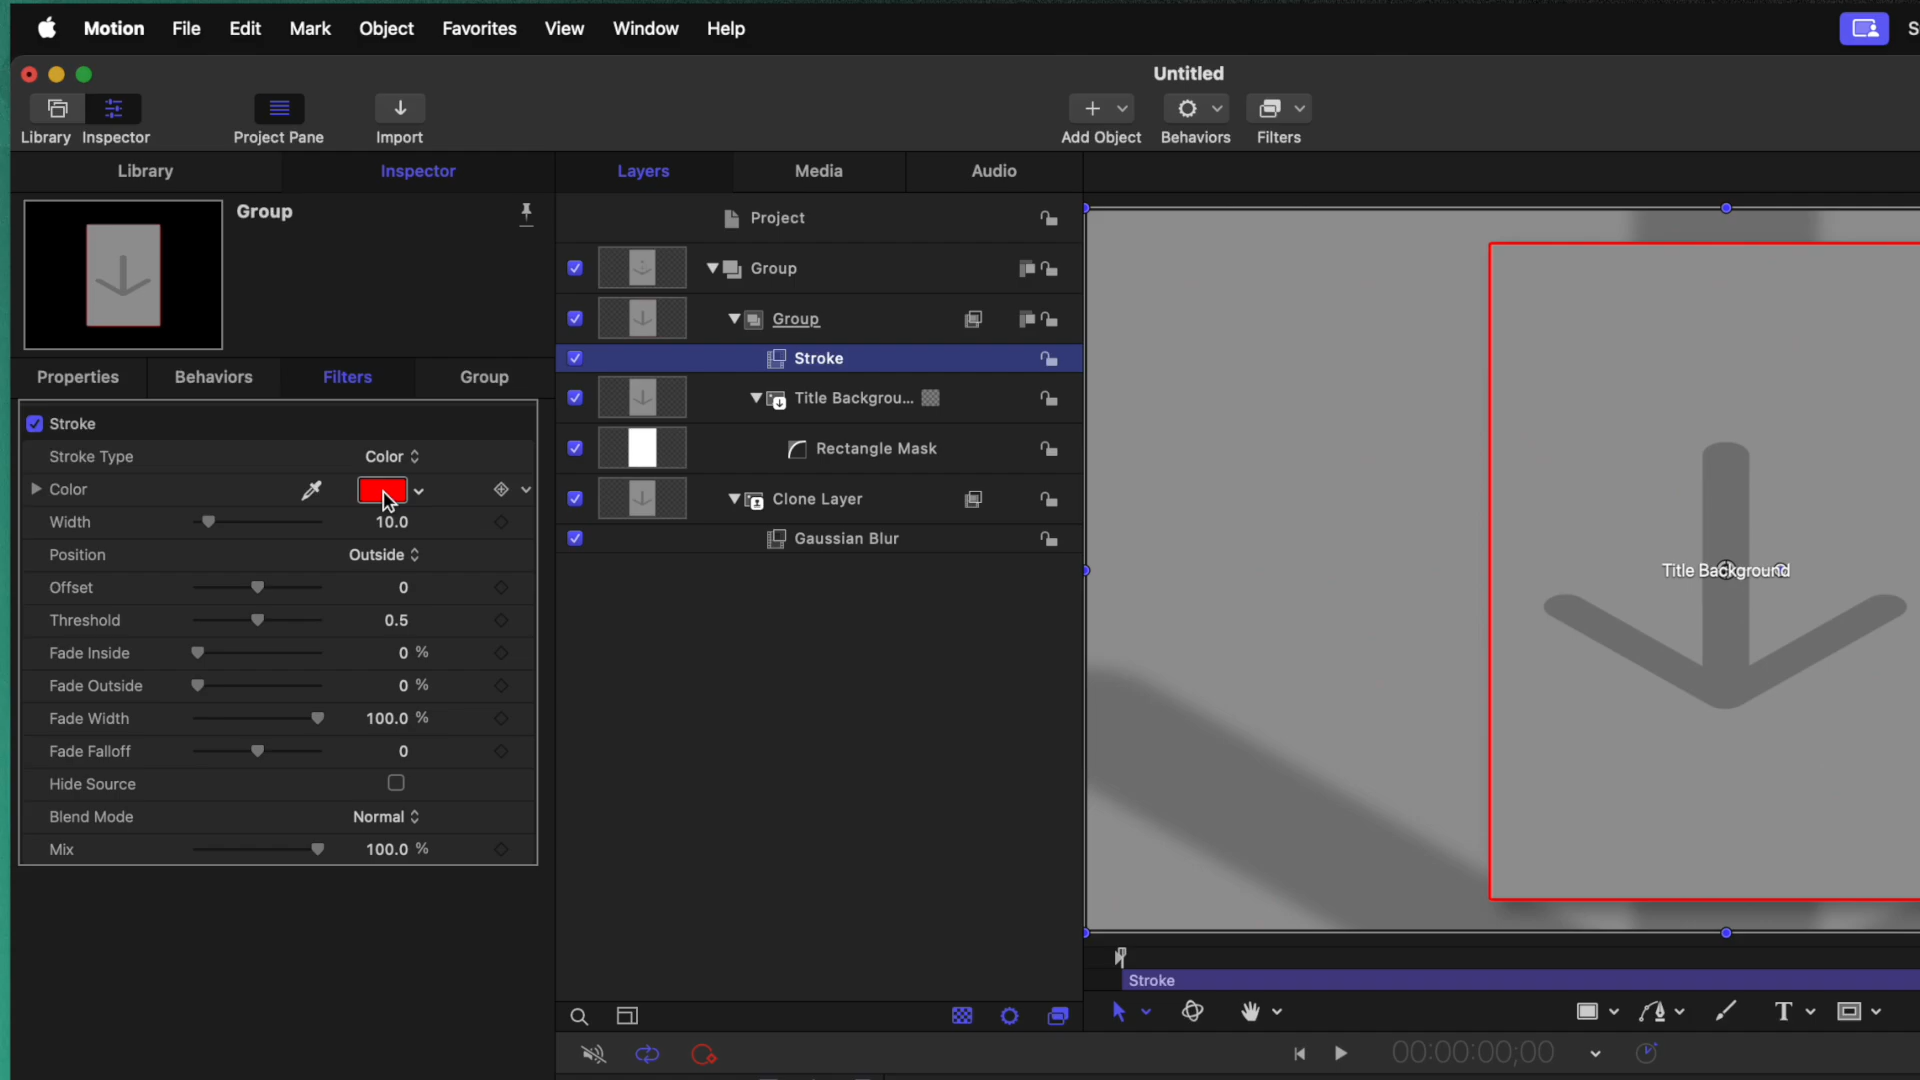 Motion File Edit Mark Object Favorites View Window Help S
Untitled
Library Inspector Project Pane Import Add Object Behaviors Filters
Library Inspector Layers Media Audio
Group
Project
Group
Group
Stroke
Title Backgrou...
Rectangle Mask
Clone Layer
Gaussian Blur
Properties Behaviors Filters Group
Stroke
Stroke Type Color
Color
Width 10.0
Position Outside
Offset 0
Threshold 0.5
Fade Inside 0 %
Fade Outside 0 %
Fade Width 100.0 %
Fade Falloff 0
Hide Source
Blend Mode Normal
Mix 100.0 %
Title Background
Stroke
T
00:00:00;00